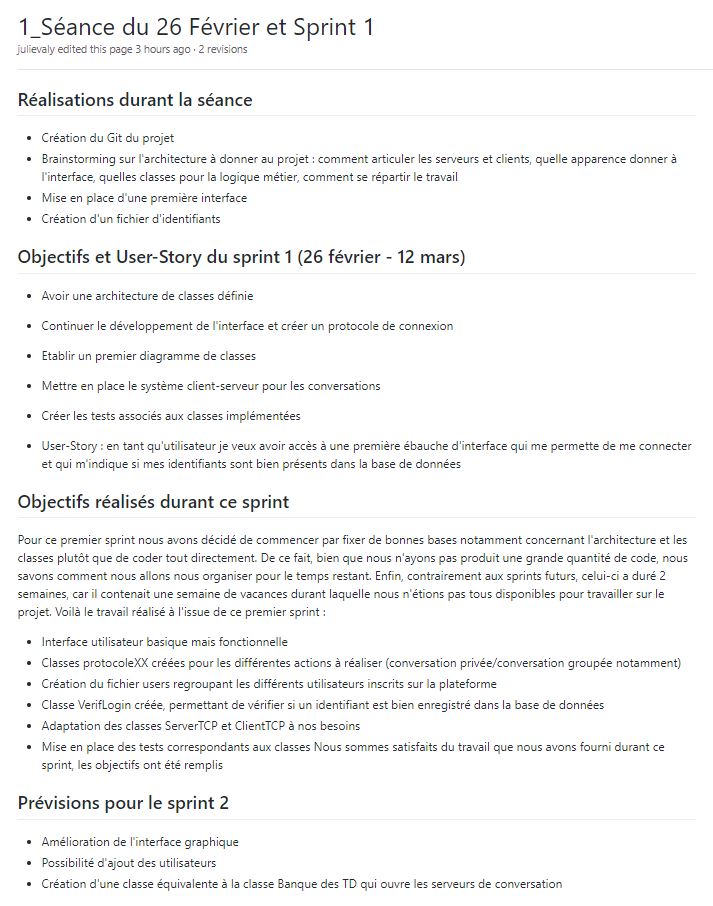 1_Séance du 26 Février et Sprint 1
julievaly edited this page 3 hours ago · 2 revisions
Réalisations durant la séance
• Création du Git du projet
• Brainstorming sur l'architecture à donner au projet : comment articuler les serveurs et clients, quelle apparence donner à
l'interface, quelles classes pour la logique métier, comment se répartir le travail
• Mise en place d'une première interface
• Création d'un fichier d'identifiants
Objectifs et User-Story du sprint 1 (26 février - 12 mars)
• Avoir une architecture de classes définie
• Continuer le développement de l'interface et créer un protocole de connexion
• Etablir un premier diagramme de classes
• Mettre en place le système client-serveur pour les conversations
• Créer les tests associés aux classes implémentées
• User-Story : en tant qu'utilisateur je veux avoir accès à une première ébauche d'interface qui me permette de me connecter
et qui m'indique si mes identifiants sont bien présents dans la base de données
Objectifs réalisés durant ce sprint
Pour ce premier sprint nous avons décidé de commencer par fixer de bonnes bases notamment concernant l'architecture et les
classes plutôt que de coder tout directement. De ce fait, bien que nous n'ayons pas produit une grande quantité de code, nous
savons comment nous allons nous organiser pour le temps restant. Enfin, contrairement aux sprints futurs, celui-ci a duré 2
semaines, car il contenait une semaine de vacances durant laquelle nous n'étions pas tous disponibles pour travailler sur le
projet. Voilà le travail réalisé à l'issue de ce premier sprint :
• Interface utilisateur basique mais fonctionnelle
• Classes protocoleXX créées pour les différentes actions à réaliser (conversation privée/conversation groupée notamment)
• Création du fichier users regroupant les différents utilisateurs inscrits sur la plateforme
• Classe VerifLogin créée, permettant de vérifier si un identifiant est bien enregistré dans la base de données
• Adaptation des classes ServerTCP et ClientTCP à nos besoins
• Mise en place des tests correspondants aux classes Nous sommes satisfaits du travail que nous avons fourni durant ce
sprint, les objectifs ont été remplis
Prévisions pour le sprint 2
• Amélioration de l'interface graphique
• Possibilité d'ajout des utilisateurs
• Création d'une classe équivalente à la classe Banque des TD qui ouvre les serveurs de conversation